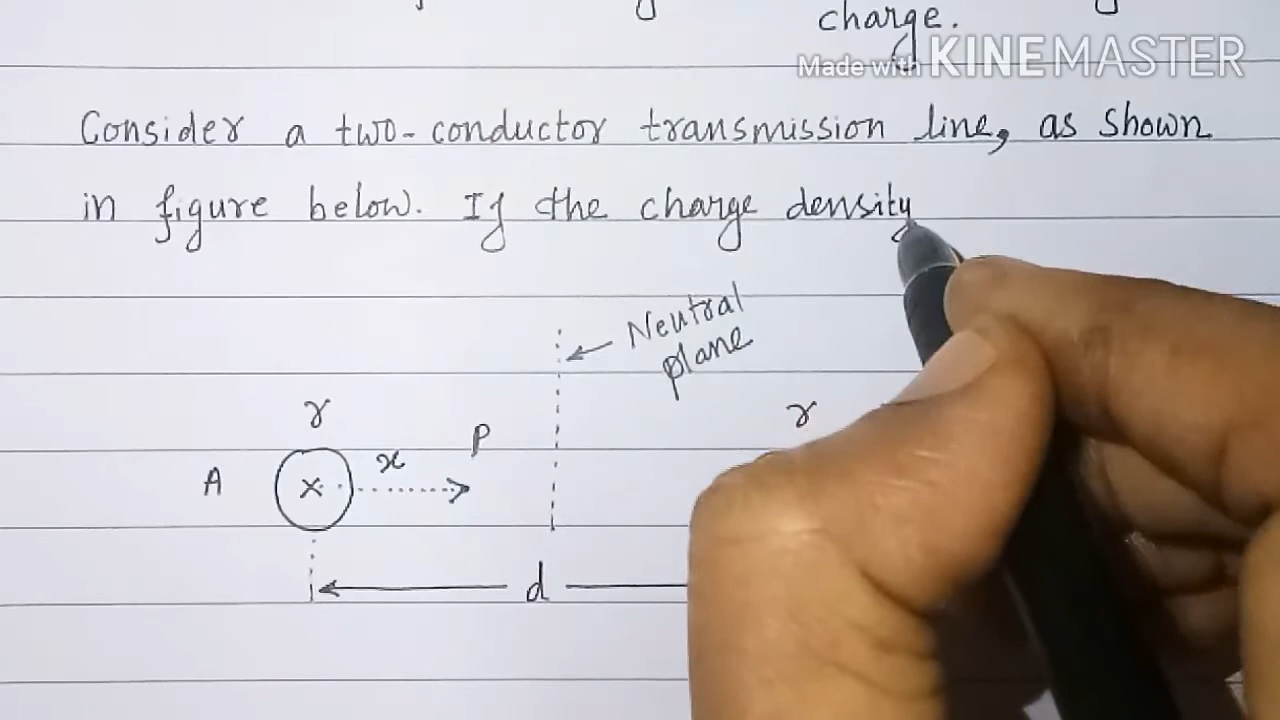 charge.
Made with KINEMASTER
Consider a two-conductor transmission line, as shown
in figure below. If the charge density
Neutral
plane
r r
P
x
A
d